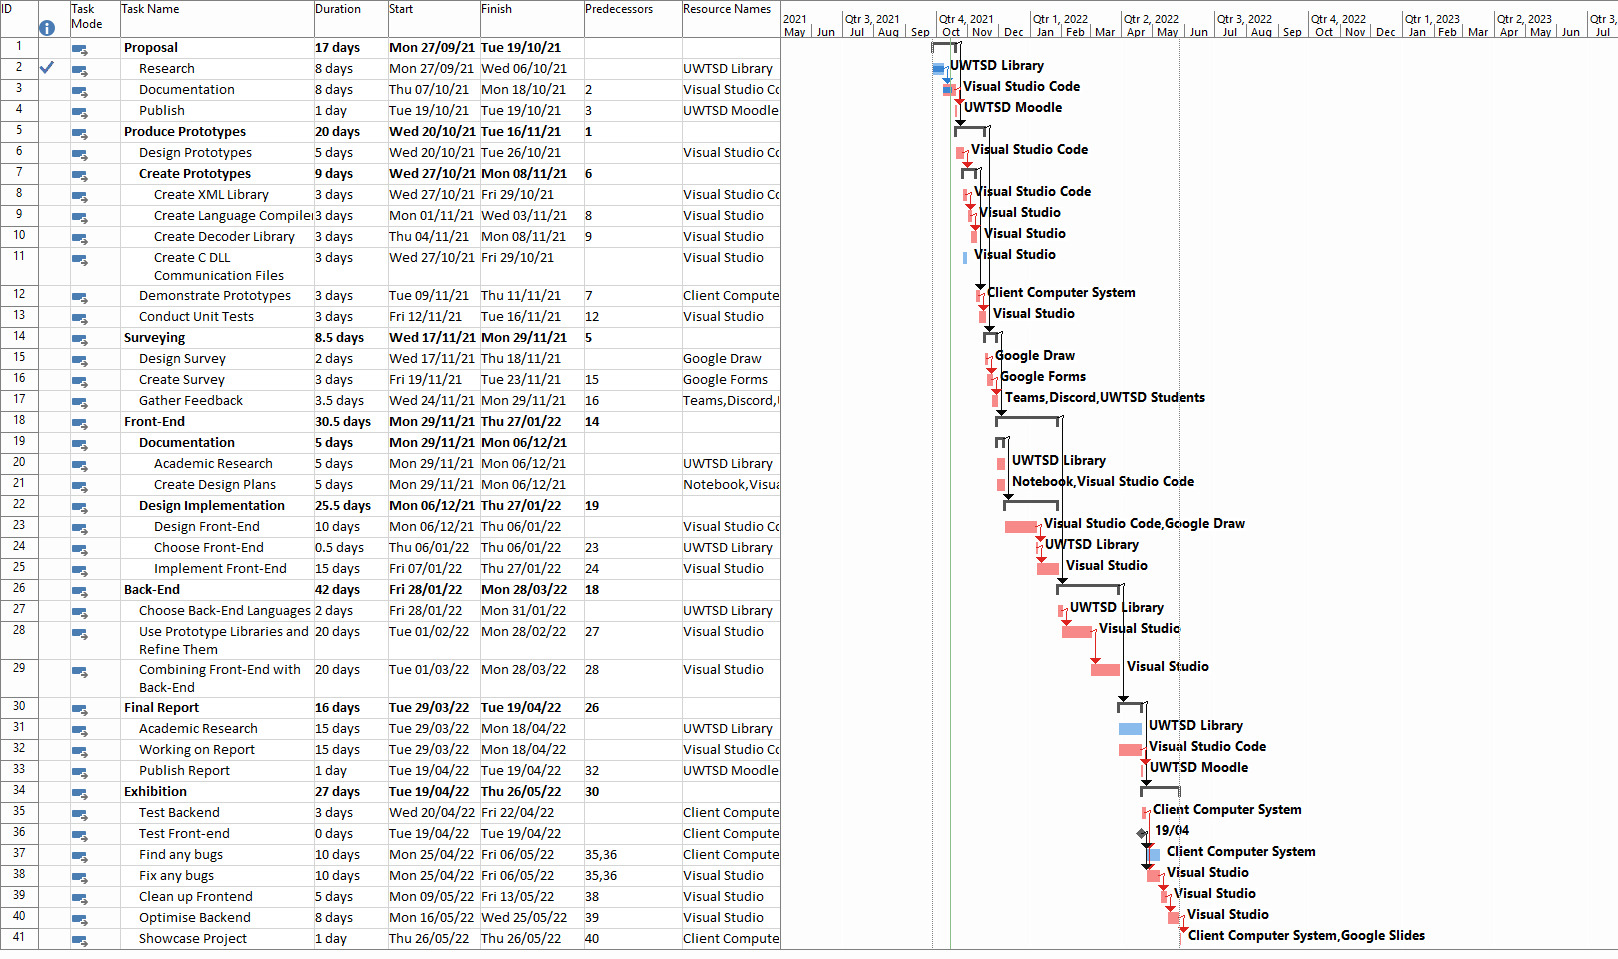 ID Task Mode Task Name Duration Start Finish Predecessors Resource Names
2021 Qtr 3, 2021 Qtr 4, 2021 Qtr 1, 2022 Qtr 2, 2022 Qtr 3, 2022 Qtr 4, 2022 Qtr 1, 2023 Qtr 2, 2023 Qtr 3,
May Jun Jul Aug Sep Oct Nov Dec Jan Feb Mar Apr May Jun Jul Aug Sep Oct Nov Dec Jan Feb Mar Apr May Jun Jul
1 Proposal 17 days Mon 27/09/21 Tue 19/10/21
2 Research 8 days Mon 27/09/21 Wed 06/10/21 UWTSD Library UWTSD Library
3 Documentation 8 days Thu 07/10/21 Mon 18/10/21 2 Visual Studio Co Visual Studio Code
4 Publish 1 day Tue 19/10/21 Tue 19/10/21 3 UWTSD Moodle UWTSD Moodle
5 Produce Prototypes 20 days Wed 20/10/21 Tue 16/11/21 1
6 Design Prototypes 5 days Wed 20/10/21 Tue 26/10/21 Visual Studio Co Visual Studio Code
7 Create Prototypes 9 days Wed 27/10/21 Mon 08/11/21 6
8 Create XML Library 3 days Wed 27/10/21 Fri 29/10/21 Visual Studio Co Visual Studio Code
9 Create Language Compiler 3 days Mon 01/11/21 Wed 03/11/21 8 Visual Studio Visual Studio
10 Create Decoder Library 3 days Thu 04/11/21 Mon 08/11/21 9 Visual Studio Visual Studio
11 Create C DLL 3 days Wed 27/10/21 Fri 29/10/21 Visual Studio Visual Studio
Communication Files
12 Demonstrate Prototypes 3 days Tue 09/11/21 Thu 11/11/21 7 Client Compute Client Computer System
13 Conduct Unit Tests 3 days Fri 12/11/21 Tue 16/11/21 12 Visual Studio Visual Studio
14 Surveying 8.5 days Wed 17/11/21 Mon 29/11/21 5
15 Design Survey 2 days Wed 17/11/21 Thu 18/11/21 Google Draw Google Draw
16 Create Survey 3 days Fri 19/11/21 Tue 23/11/21 15 Google Forms Google Forms
17 Gather Feedback 3.5 days Wed 24/11/21 Mon 29/11/21 16 Teams,Discord,U Teams,Discord,UWTSD Students
18 Front-End 30.5 days Mon 29/11/21 Thu 27/01/22 14
19 Documentation 5 days Mon 29/11/21 Mon 06/12/21
20 Academic Research 5 days Mon 29/11/21 Mon 06/12/21 UWTSD Library UWTSD Library
21 Create Design Plans 5 days Mon 29/11/21 Mon 06/12/21 Notebook,Visua Notebook,Visual Studio Code
22 Design Implementation 25.5 days Mon 06/12/21 Thu 27/01/22 19
23 Design Front-End 10 days Mon 06/12/21 Thu 06/01/22 Visual Studio Co Visual Studio Code,Google Draw
24 Choose Front-End 0.5 days Thu 06/01/22 Thu 06/01/22 23 UWTSD Library UWTSD Library
25 Implement Front-End 15 days Fri 07/01/22 Thu 27/01/22 24 Visual Studio Visual Studio
26 Back-End 42 days Fri 28/01/22 Mon 28/03/22 18
27 Choose Back-End Languages 2 days Fri 28/01/22 Mon 31/01/22 UWTSD Library UWTSD Library
28 Use Prototype Libraries and 20 days Tue 01/02/22 Mon 28/02/22 27 Visual Studio Visual Studio
Refine Them
29 Combining Front-End with 20 days Tue 01/03/22 Mon 28/03/22 28 Visual Studio Visual Studio
Back-End
30 Final Report 16 days Tue 29/03/22 Tue 19/04/22 26
31 Academic Research 15 days Tue 29/03/22 Mon 18/04/22 UWTSD Library UWTSD Library
32 Working on Report 15 days Tue 29/03/22 Mon 18/04/22 Visual Studio Co Visual Studio Code
33 Publish Report 1 day Tue 19/04/22 Tue 19/04/22 32 UWTSD Moodle UWTSD Moodle
34 Exhibition 27 days Tue 19/04/22 Thu 26/05/22 30
35 Test Backend 3 days Wed 20/04/22 Fri 22/04/22 Client Compute Client Computer System
36 Test Front-end 0 days Tue 19/04/22 Tue 19/04/22 Client Compute 19/04
37 Find any bugs 10 days Mon 25/04/22 Fri 06/05/22 35,36 Client Compute Client Computer System
38 Fix any bugs 10 days Mon 25/04/22 Fri 06/05/22 35,36 Visual Studio Visual Studio
39 Clean up Frontend 5 days Mon 09/05/22 Fri 13/05/22 38 Visual Studio Visual Studio
40 Optimise Backend 8 days Mon 16/05/22 Wed 25/05/22 39 Visual Studio Visual Studio
41 Showcase Project 1 day Thu 26/05/22 Thu 26/05/22 40 Client Compute Client Computer System,Google Slides